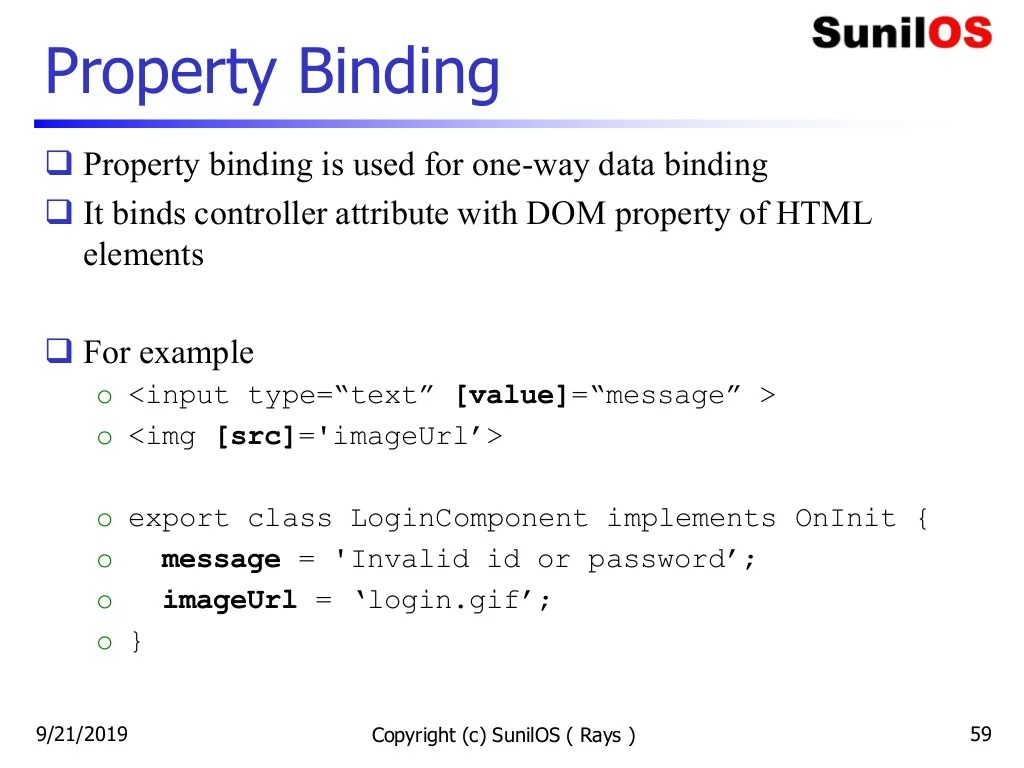 SunilOS
Property Binding
Property binding is used for one-way data binding
It binds controller attribute with DOM property of HTML
elements
For example
<input type=“text” [value]=“message” >
<img [src]='imageUrl’>
export class LoginComponent implements OnInit {
message = 'Invalid id or password’;
imageUrl = ‘login.gif’;
}
9/21/2019
Copyright (c) SunilOS ( Rays )
59